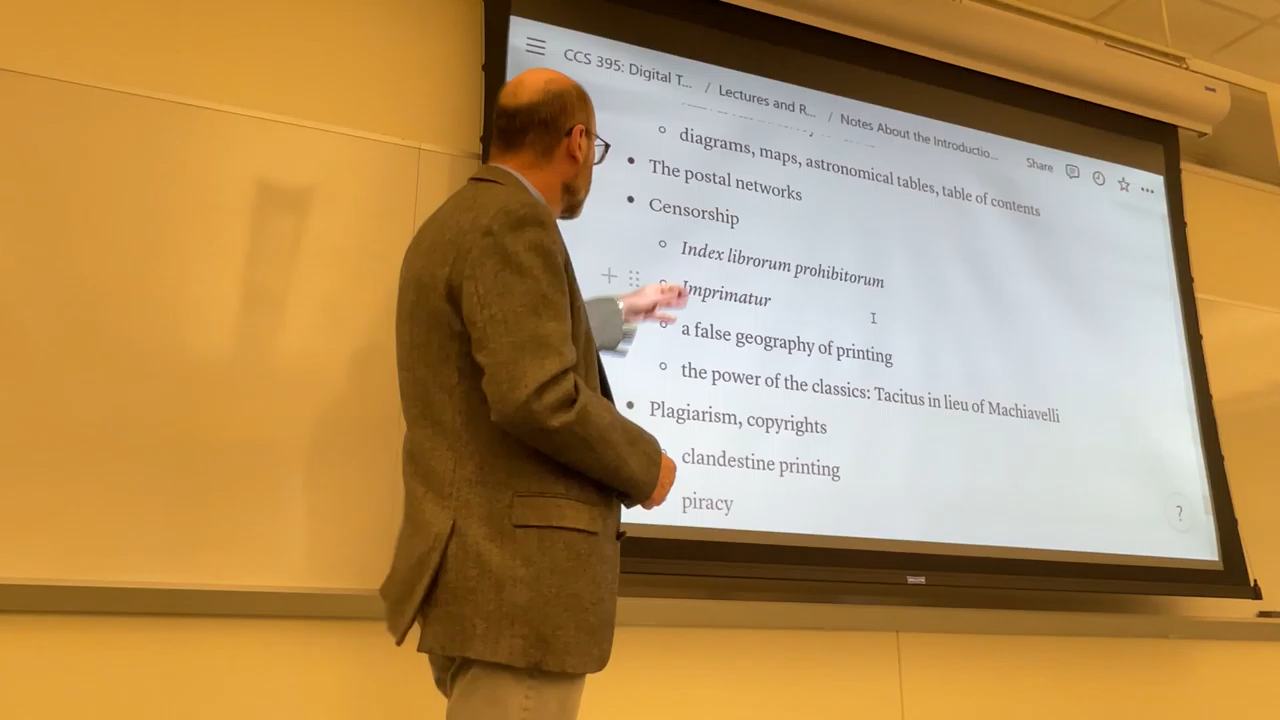 CCS 395: Digital T... / Lectures and R... / Notes About the Introductio... Share
diagrams, maps, astronomical tables, table of contents
The postal networks
Censorship
Index librorum prohibitorum
Imprimatur
a false geography of printing
the power of the classics: Tacitus in lieu of Machiavelli
Plagiarism, copyrights
clandestine printing
piracy
?